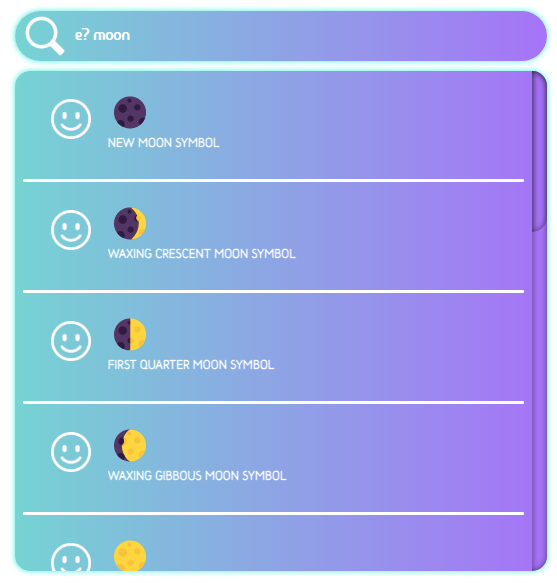 e? moon
NEW MOON SYMBOL
WAXING CRESCENT MOON SYMBOL
FIRST QUARTER MOON SYMBOL
WAXING GIBBOUS MOON SYMBOL